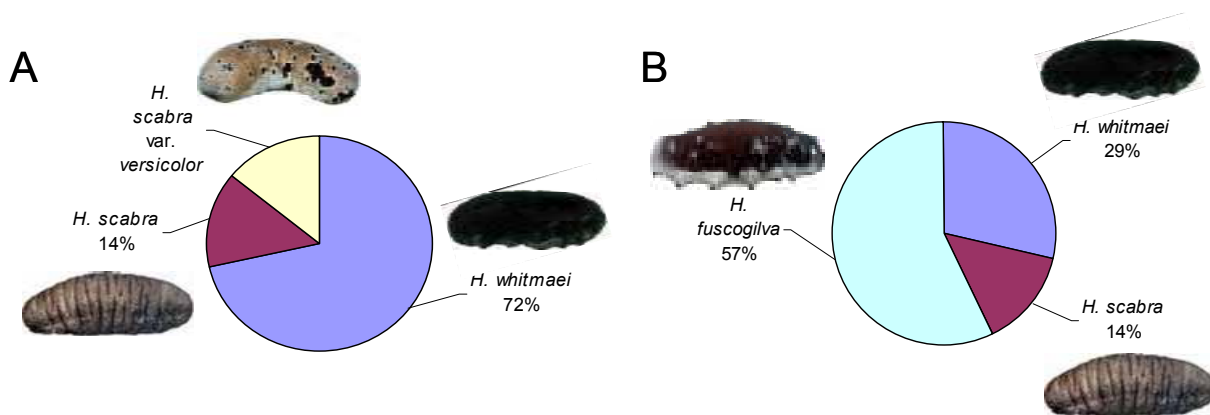 A
H.
scabra
var.
versicolor
H. scabra
14%
H. whitmaei
72%
B
H. whitmaei
29%
H.
fuscogilva
57%
H. scabra
14%